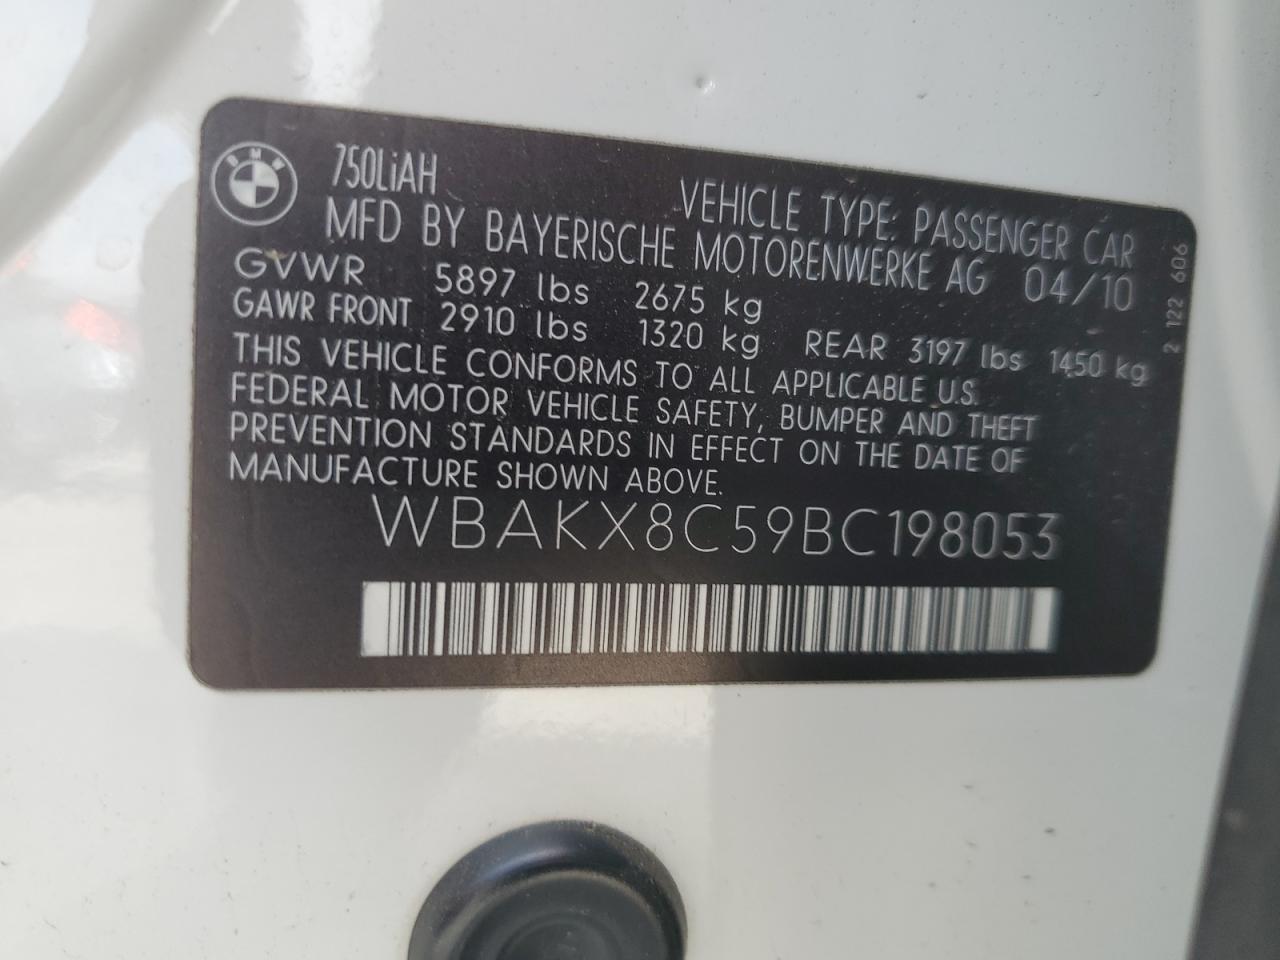 BMW
750LiAH
VEHICLE TYPE: PASSENGER CAR
MFD BY BAYERISCHE MOTORENWERKE AG 04/10
GVWR 5897 lbs 2675 kg
GAWR FRONT 2910 lbs 1320 kg REAR 3197 lbs 1450 kg
THIS VEHICLE CONFORMS TO ALL APPLICABLE U.S.
FEDERAL MOTOR VEHICLE SAFETY, BUMPER AND THEFT
PREVENTION STANDARDS IN EFFECT ON THE DATE OF
MANUFACTURE SHOWN ABOVE.
WBAKX8C59BC198053
2 122 606